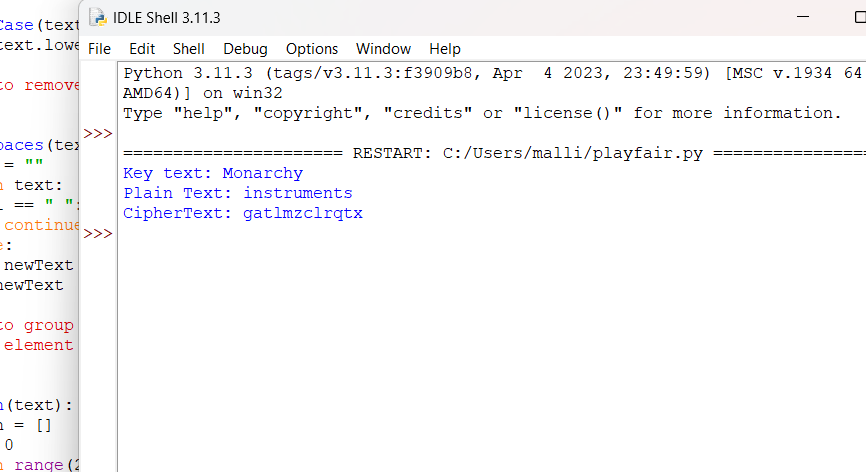 IDLE Shell 3.11.3
File Edit Shell Debug Options Window Help
Python 3.11.3 (tags/v3.11.3:f3909b8, Apr  4 2023, 23:49:59) [MSC v.1934 64
AMD64)] on win32
Type "help", "copyright", "credits" or "license()" for more information.
>>>
====================== RESTART: C:/Users/malli/playfair.py ================
Key text: Monarchy
Plain Text: instruments
CipherText: gatlmzclrqtx
>>>
Case(text
text.lowe
to remove
paces(tex
= ""
text:
== " ":
continue
:
newText
newText
to group
element
(text):
= []
0
range(2